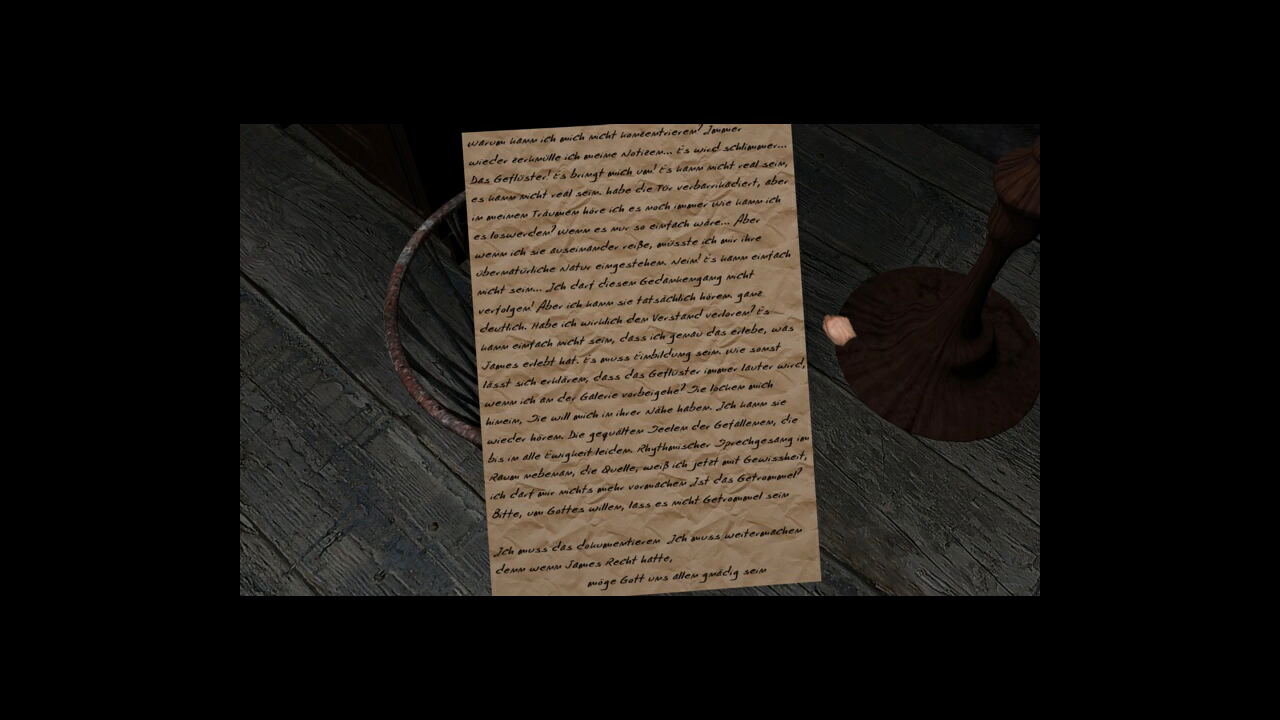 warum kann ich mich nicht konzentrieren? Immer
wieder zerknülle ich meine Notizen... Es wird schlimmer...
Das Geflüster! Es bringt mich um! Es kann nicht real sein,
es kann nicht real sein. habe die Tür verbarrikadiert, aber
in meinen Träumen höre ich es noch immer Wie kann ich
es loswerden? Wenn es nur so einfach wäre... Aber
wenn ich sie auseinander reiße, müsste ich mir ihre
übernatürliche Natur eingestehen. Nein! Es kann einfach
nicht sein... Ich darf diesen Gedankengang nicht
verfolgen! Aber ich kann sie tatsächlich hören. ganz
deutlich. Habe ich wirklich den Verstand verloren? Es
kann einfach nicht sein, dass ich genau das erlebe, was
James erlebt hat. Es muss Einbildung sein. Wie sonst
lässt sich erklären, dass das Geflüster immer lauter wird,
wenn ich an der Galerie vorbeigehe? Sie locken mich
hinein, Sie will mich in ihrer Nähe haben. Ich kann sie
wieder hören. Die gequälten Seelen der Gefallenen, die
bis in alle Ewigkeit leiden. Rhythmischer Sprechgesang im
Raum nebenan, die Quelle, weiß ich jetzt mit Gewissheit,
ich darf mir nichts mehr vormachen Ist das Getrommel?
Bitte, um Gottes willen, lass es nicht Getrommel sein
Ich muss das dokumentieren Ich muss weitermachen
denn wenn James Recht hatte,
möge Gott uns allen gnädig sein